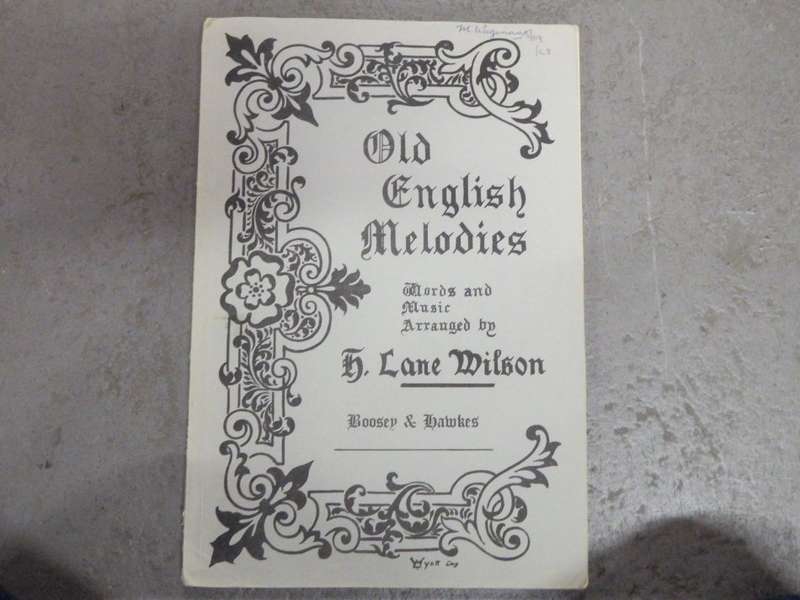 Old
English
Melodies
Words and
Music
Arranged by
H. Lane Wilson
Boosey & Hawkes